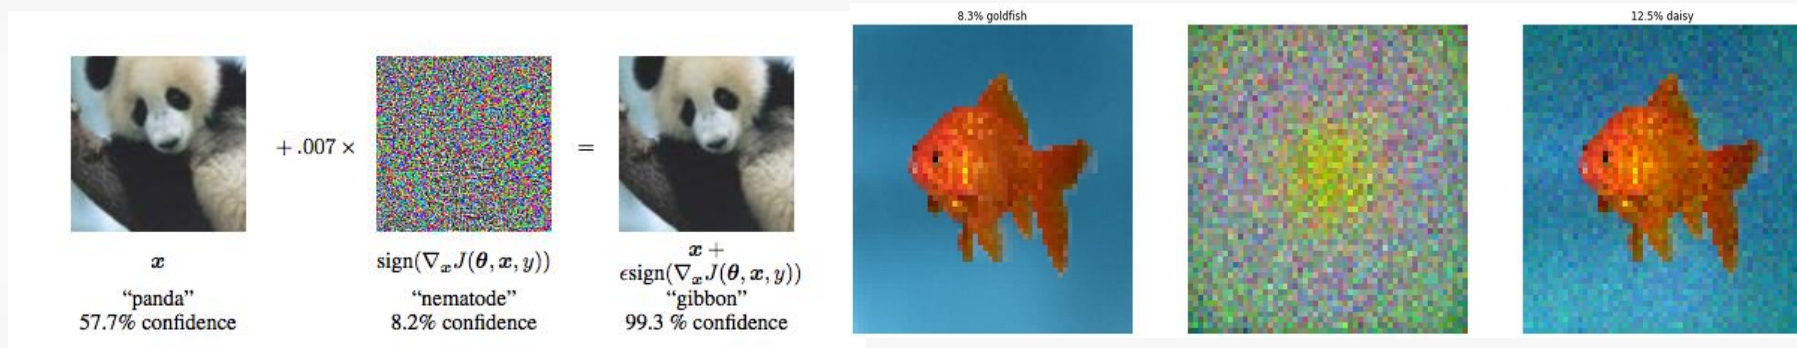 8.3% goldfish
12.5% daisy
+ .007 ×
=
x
sign(∇ₓJ(θ, x, y))
x +
ϵsign(∇ₓJ(θ, x, y))
“panda”
“nematode”
“gibbon”
57.7% confidence
8.2% confidence
99.3 % confidence